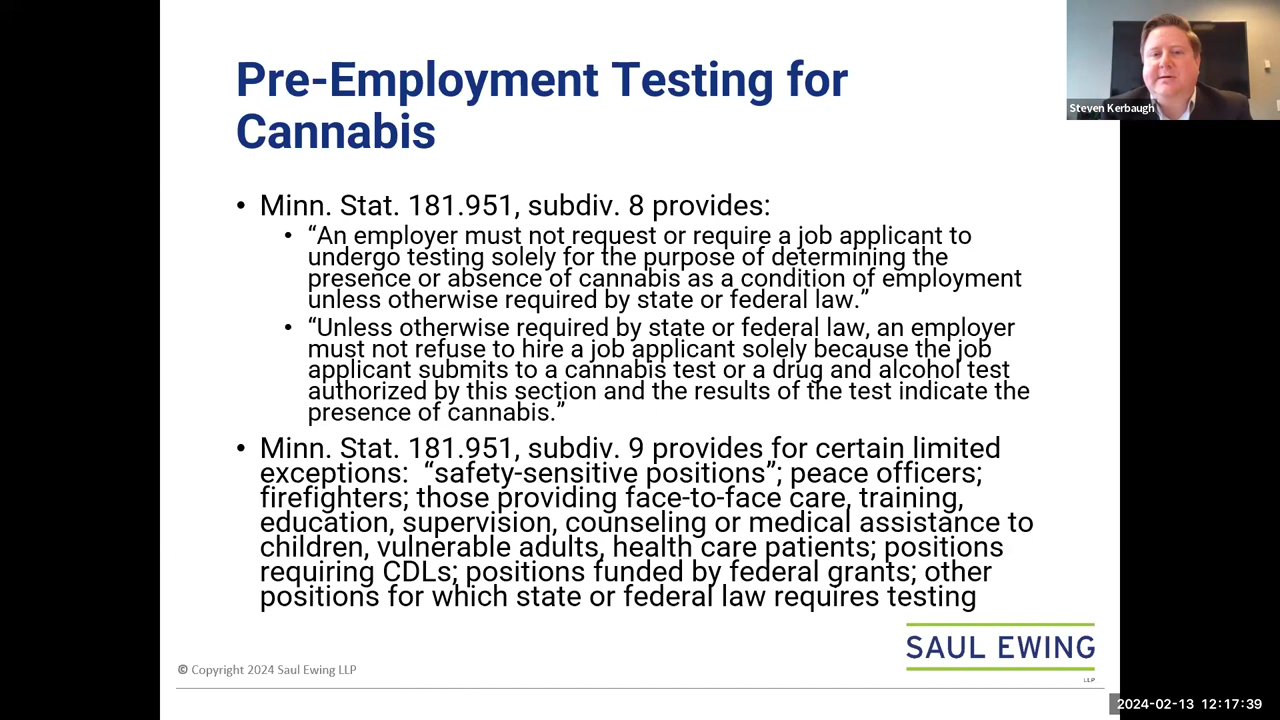 Pre-Employment Testing for
Cannabis
• Minn. Stat. 181.951, subdiv. 8 provides:
• “An employer must not request or require a job applicant to
undergo testing solely for the purpose of determining the
presence or absence of cannabis as a condition of employment
unless otherwise required by state or federal law.”
• “Unless otherwise required by state or federal law, an employer
must not refuse to hire a job applicant solely because the job
applicant submits to a cannabis test or a drug and alcohol test
authorized by this section and the results of the test indicate the
presence of cannabis.”
• Minn. Stat. 181.951, subdiv. 9 provides for certain limited
exceptions:  “safety-sensitive positions”; peace officers;
firefighters; those providing face-to-face care, training,
education, supervision, counseling or medical assistance to
children, vulnerable adults, health care patients; positions
requiring CDLs; positions funded by federal grants; other
positions for which state or federal law requires testing
© Copyright 2024 Saul Ewing LLP
SAUL EWING
LLP
Steven Kerbaugh
2024-02-13 12:17:39